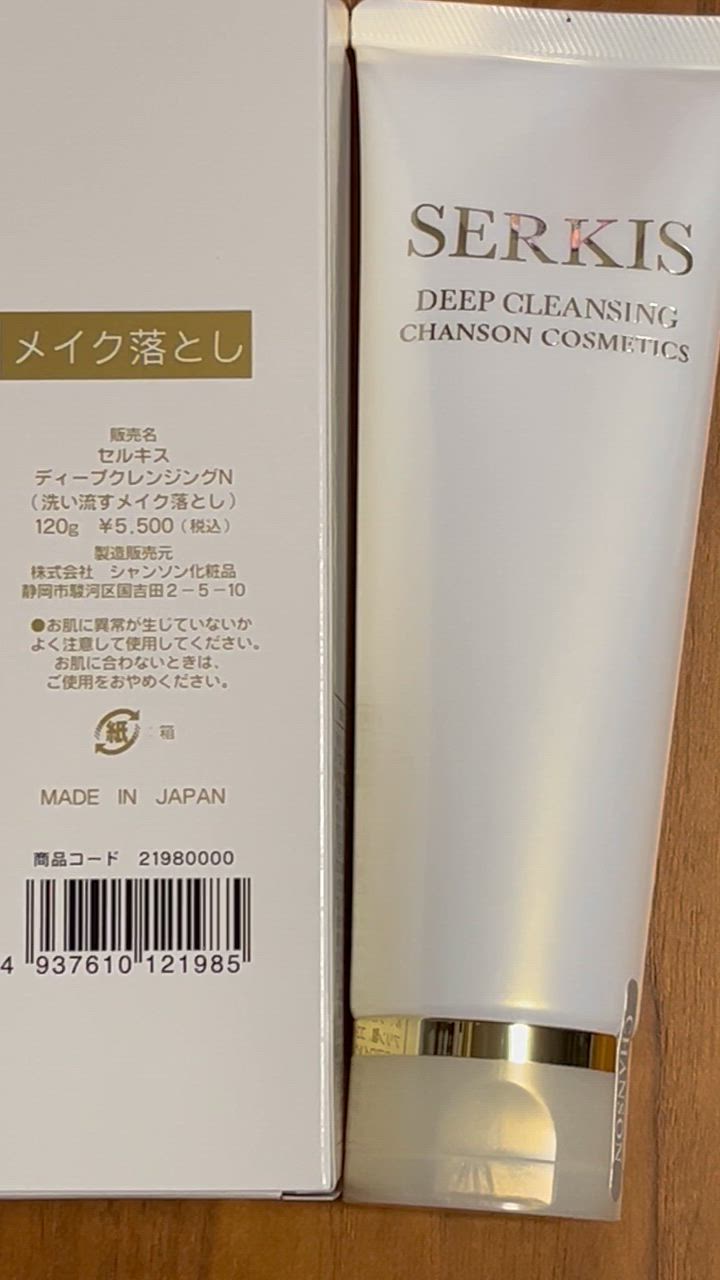 メイク落とし
販売名
セルキス
ディープクレンジングN
(洗い流すメイク落とし)
120g ¥5,500(税込)
製造販売元
株式会社 シャンソン化粧品
静岡市駿河区国吉田2-5-10
●お肌に異常が生じていないか
よく注意して使用してください。
お肌に合わないときは、
ご使用をおやめください。
紙 : 箱
MADE IN JAPAN
商品コード 21980000
4 937610 121985
SERKIS
DEEP CLEANSING
CHANSON COSMETICS
CHANSON